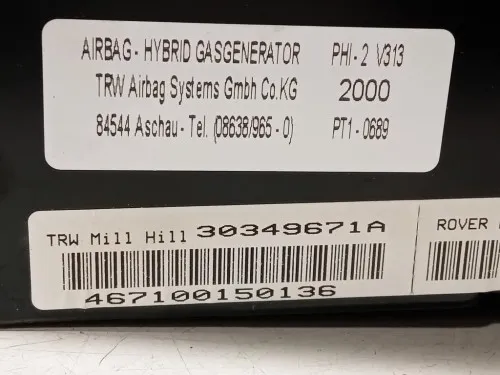 AIRBAG - HYBRID GASGENERATOR PHI - 2 V313
TRW Airbag Systems Gmbh Co.KG 2000
84544 Aschau - Tel. (08638/965 - 0) PT1 - 0689
TRW Mill Hill 30349671A
467100150136
ROVER